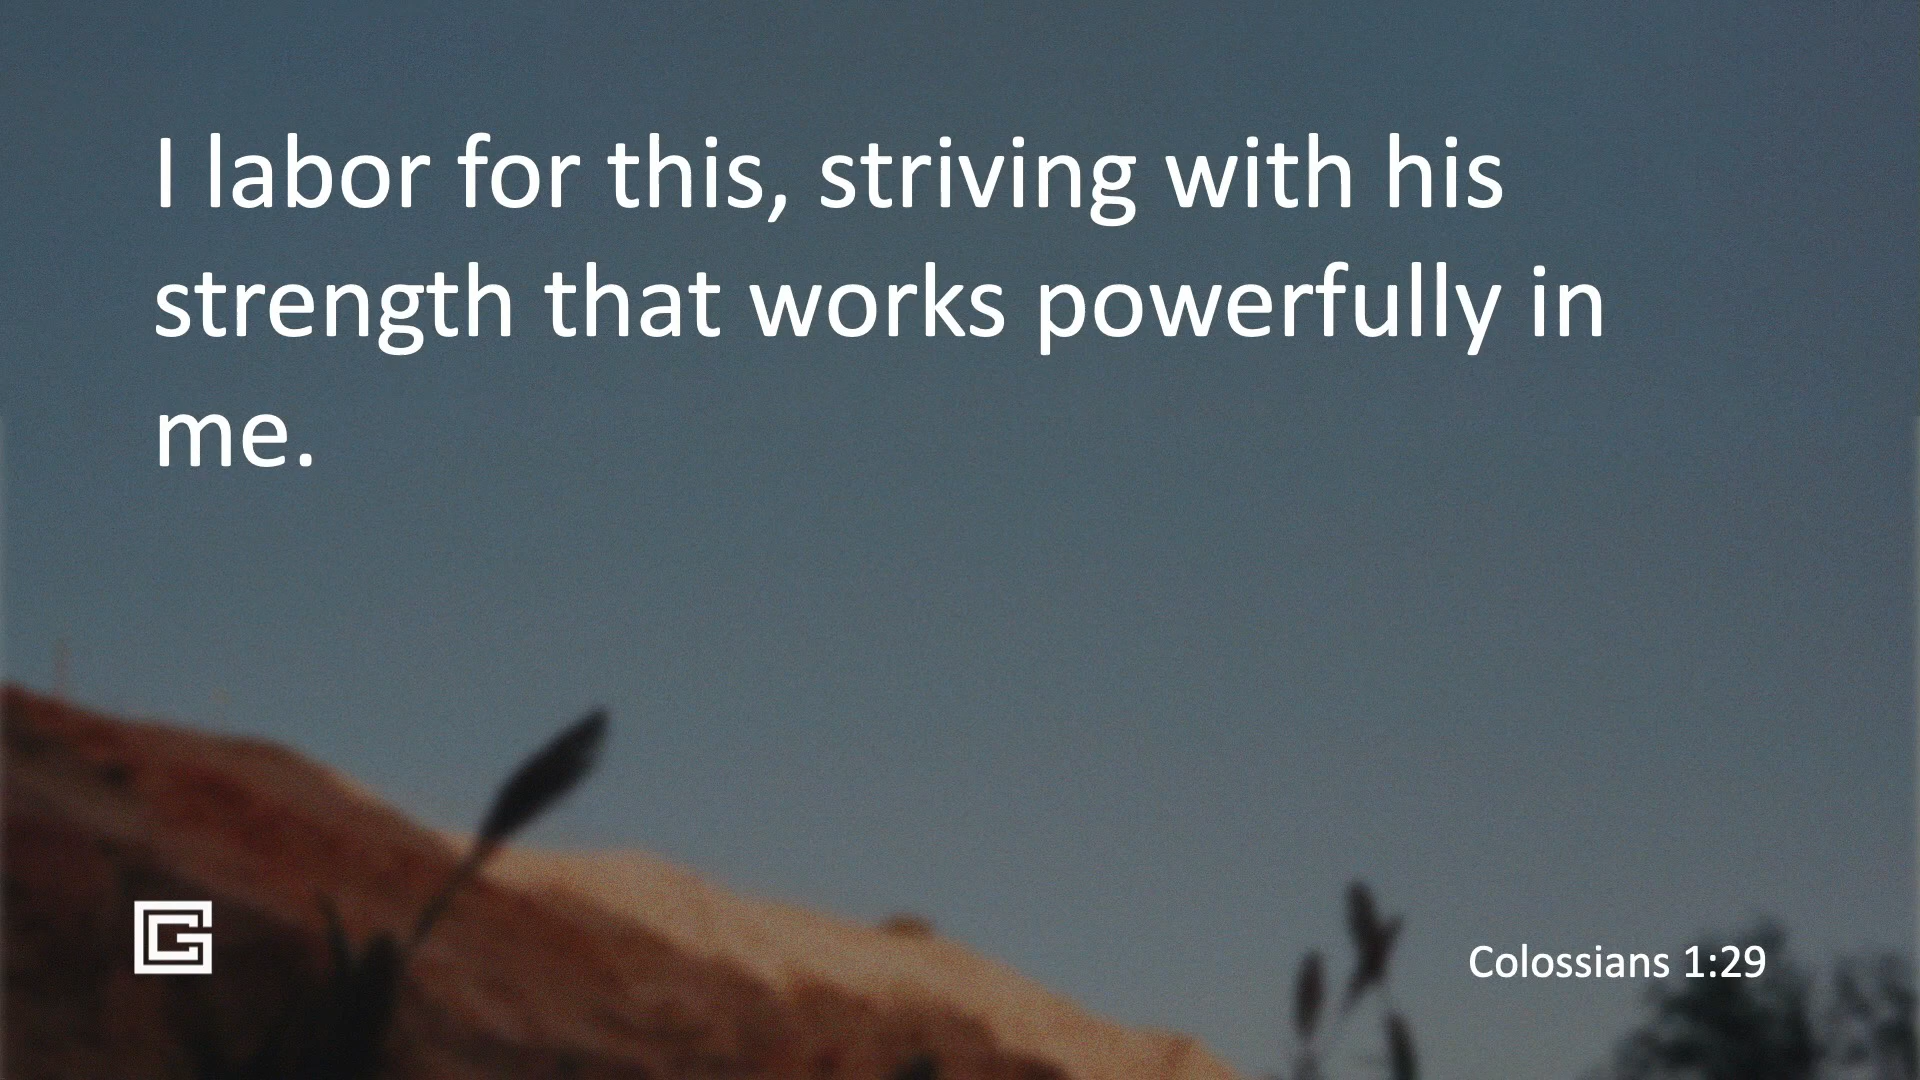 I labor for this, striving with his
strength that works powerfully in
me.
Colossians 1:29